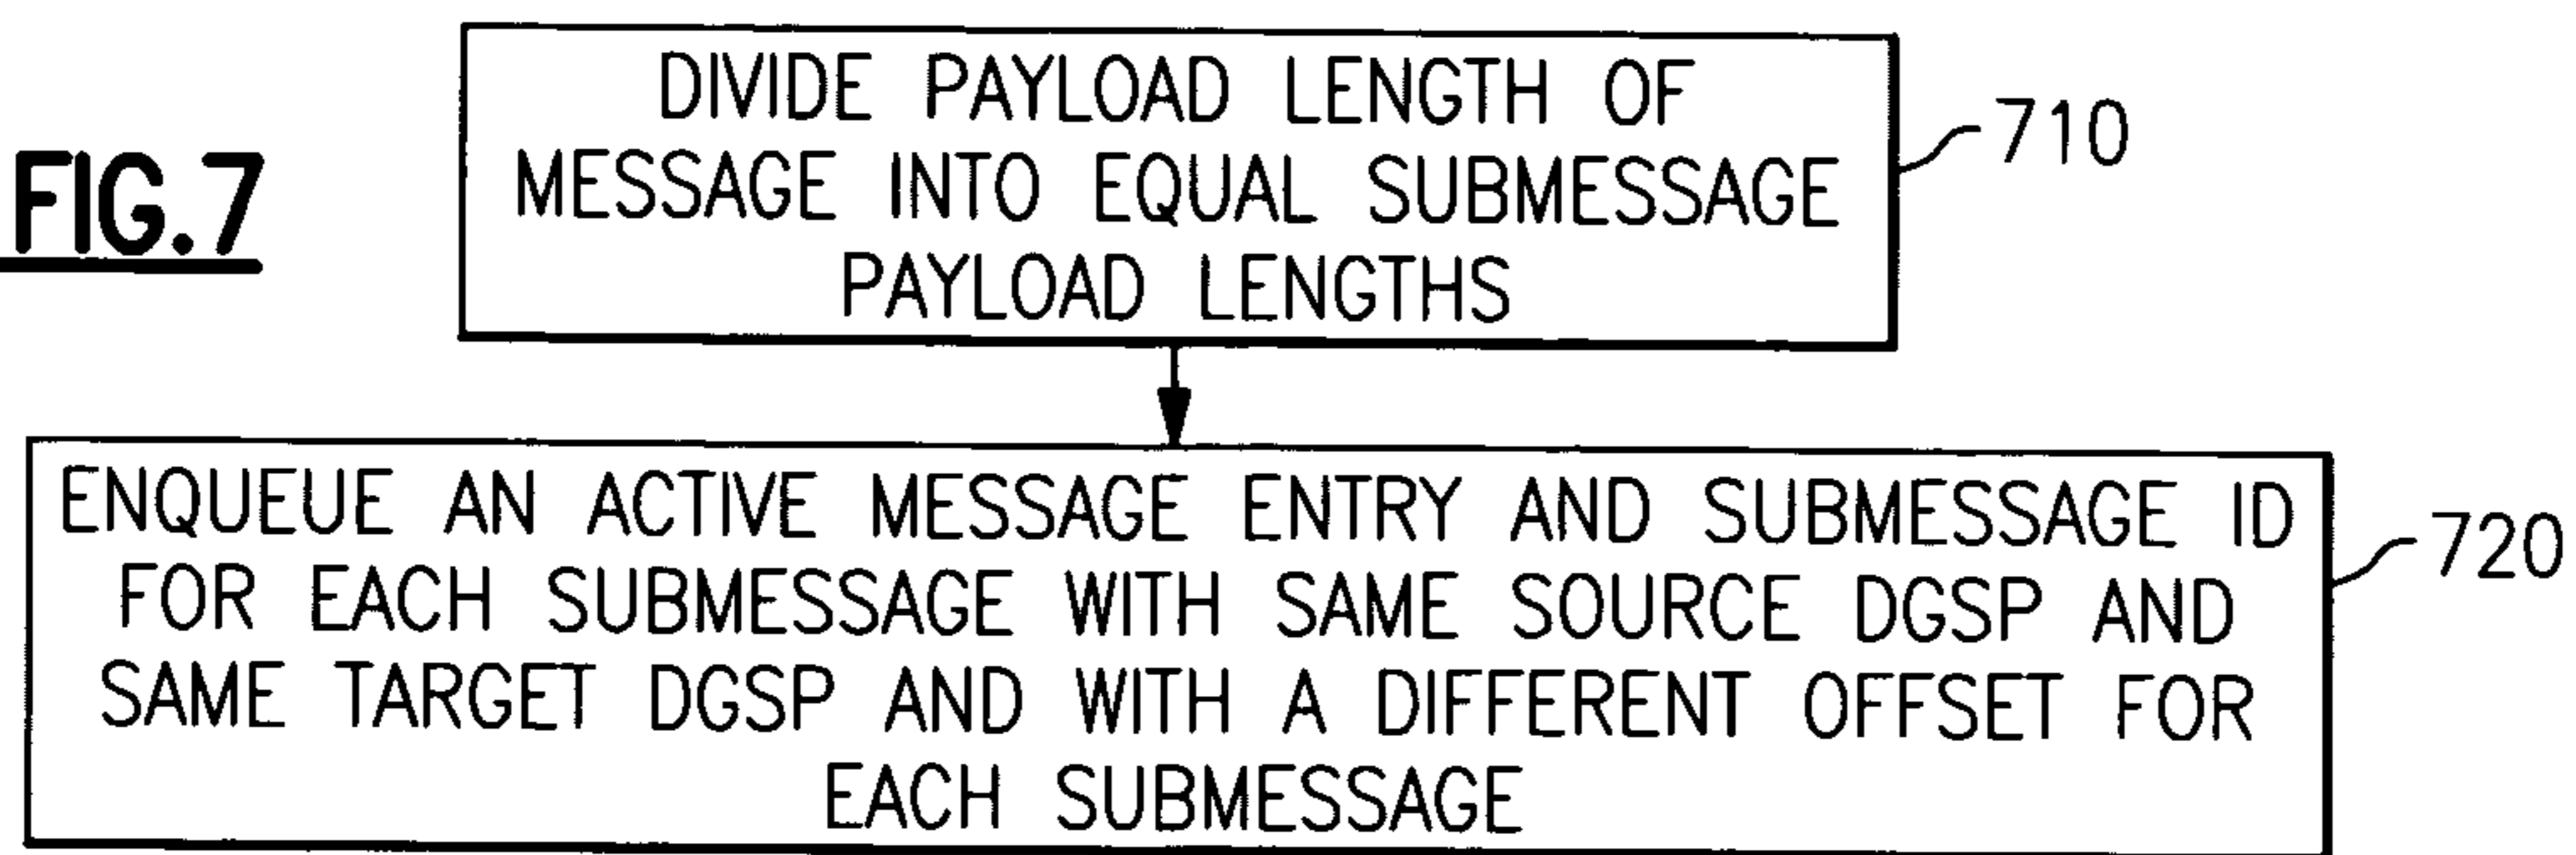 FIG.7
DIVIDE PAYLOAD LENGTH OF
MESSAGE INTO EQUAL SUBMESSAGE
PAYLOAD LENGTHS
710
ENQUEUE AN ACTIVE MESSAGE ENTRY AND SUBMESSAGE ID
FOR EACH SUBMESSAGE WITH SAME SOURCE DGSP AND
SAME TARGET DGSP AND WITH A DIFFERENT OFFSET FOR
EACH SUBMESSAGE
720